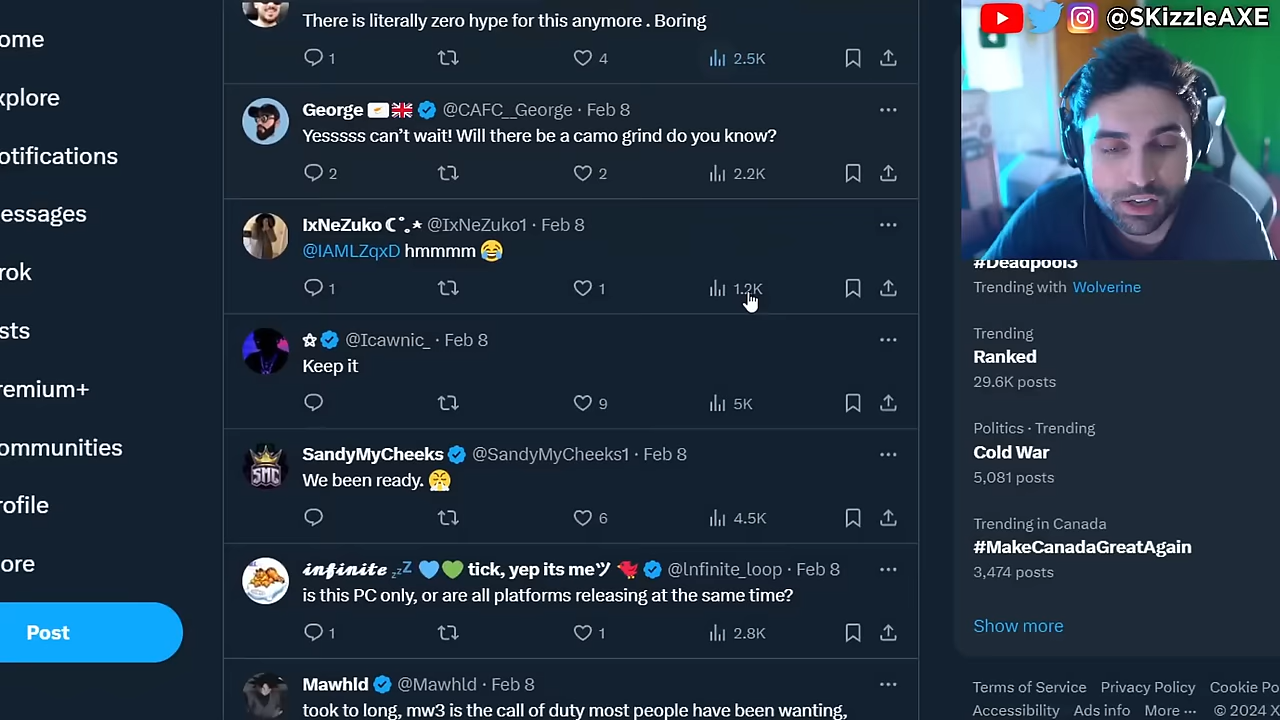 @SKizzleAXE
There is literally zero hype for this anymore . Boring
1
4
2.5K
George @CAFC__George · Feb 8
Yesssss can't wait! Will there be a camo grind do you know?
2
2
2.2K
IxNeZuko☾˚｡⋆ @IxNeZuko1 · Feb 8
@IAMLZqxD hmmmm 😂
1
1
1.2K
@Icawnic_ · Feb 8
Keep it
9
5K
SandyMyCheeks @SandyMyCheeks1 · Feb 8
We been ready. 😤
6
4.5K
SMC
𝓲𝓷𝓯𝓲𝓷𝓲𝓽𝓮 💤 💙💚 tick, yep its meツ @lnfinite_loop · Feb 8
is this PC only, or are all platforms releasing at the same time?
1
1
2.8K
Mawhld @Mawhld · Feb 8
took to long, mw3 is the call of duty most people have been wanting,
ome
xplore
otifications
essages
rok
sts
remium+
ommunities
rofile
ore
Post
#Deadpool3
Trending with Wolverine
Trending
Ranked
29.6K posts
Politics · Trending
Cold War
5,081 posts
Trending in Canada
#MakeCanadaGreatAgain
3,474 posts
Show more
Terms of Service Privacy Policy Cookie Po
Accessibility Ads info More ··· © 2024 X